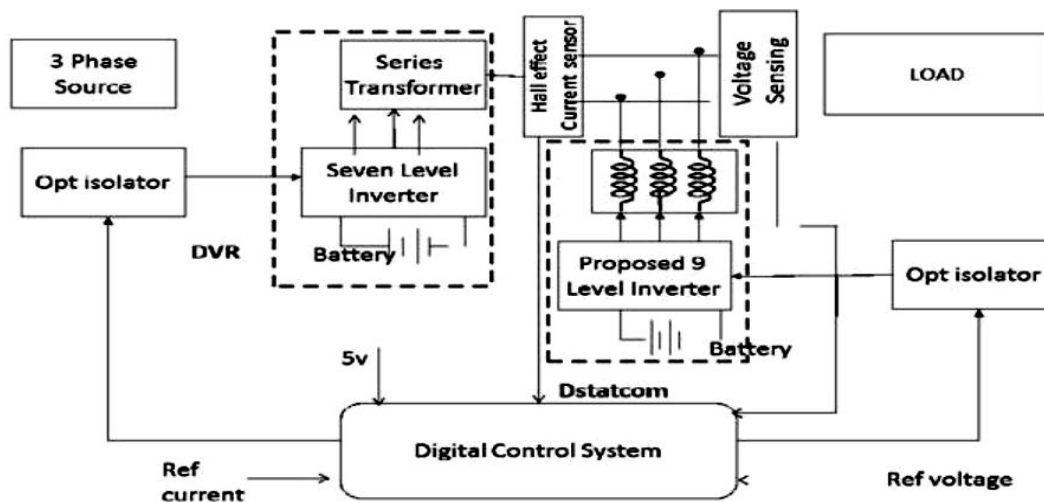 3 Phase
Source
Series
Transformer
Hall effect
Current sensor
Voltage
Sensing
LOAD
Opt isolator
Seven Level
Inverter
DVR
Battery
Proposed 9
Level Inverter
Opt isolator
Battery
5v
Dstatcom
Digital Control System
Ref
current
Ref voltage